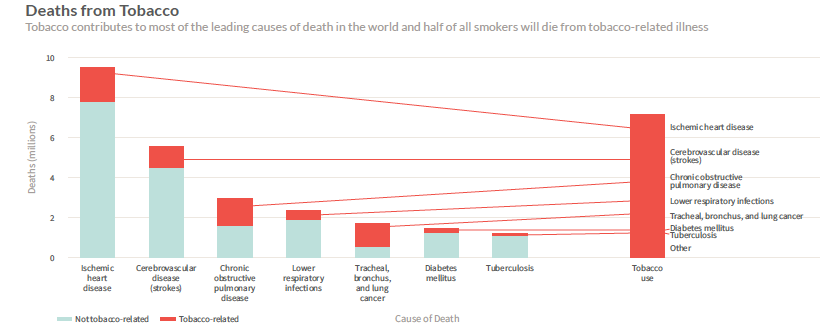 Deaths from Tobacco
Tobacco contributes to most of the leading causes of death in the world and half of all smokers will die from tobacco-related illness
Deaths (millions)
10
8
6
4
2
0
Ischemic
heart
disease
Cerebrovascular
disease
(strokes)
Chronic
obstructive
pulmonary
disease
Lower
respiratory
infections
Tracheal,
bronchus,
and lung
cancer
Diabetes
mellitus
Tuberculosis
Tobacco
use
Ischemic heart disease
Cerebrovascular disease
(strokes)
Chronic obstructive
pulmonary disease
Lower respiratory infections
Tracheal, bronchus, and lung cancer
Diabetes mellitus
Tuberculosis
Other
Not tobacco-related
Tobacco-related
Cause of Death